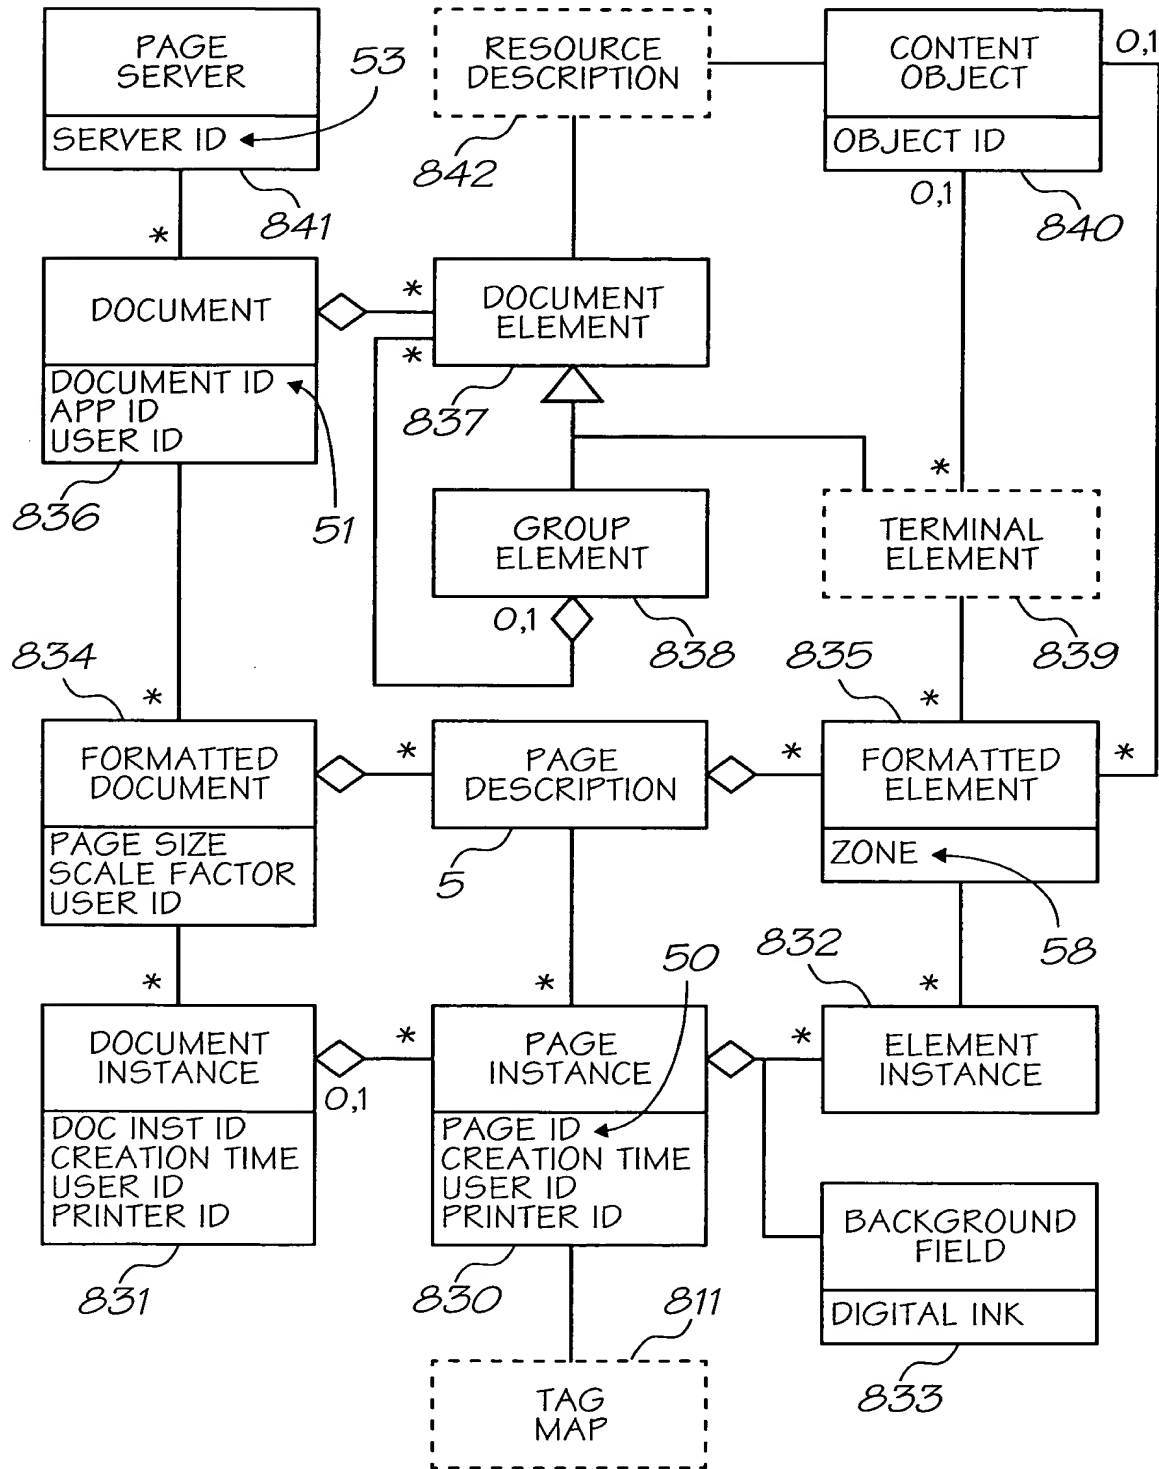 PAGE
SERVER
SERVER ID
53
841
*
RESOURCE
DESCRIPTION
842
CONTENT
OBJECT
OBJECT ID
0,1
0,1
840
DOCUMENT
DOCUMENT ID
APP ID
USER ID
836
51
*
*
DOCUMENT
ELEMENT
837
GROUP
ELEMENT
0,1
838
*
TERMINAL
ELEMENT
839
834
*
FORMATTED
DOCUMENT
PAGE SIZE
SCALE FACTOR
USER ID
*
PAGE
DESCRIPTION
5
*
835
*
FORMATTED
ELEMENT
*
ZONE
58
*
DOCUMENT
INSTANCE
0,1
DOC INST ID
CREATION TIME
USER ID
PRINTER ID
831
*
*
50
PAGE
INSTANCE
PAGE ID
CREATION TIME
USER ID
PRINTER ID
830
832
*
*
ELEMENT
INSTANCE
BACKGROUND
FIELD
DIGITAL INK
833
811
TAG
MAP